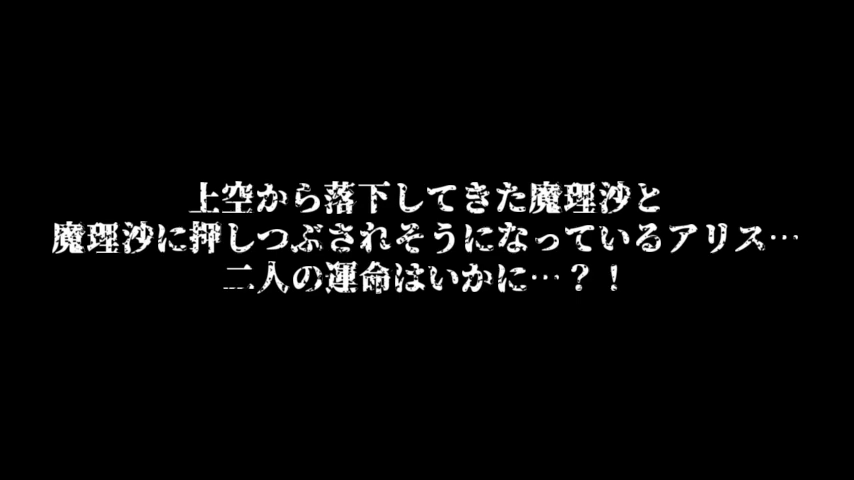 上空から落下してきた魔理沙と
魔理沙に押しつぶされそうになっているアリス…
二人の運命はいかに…？！